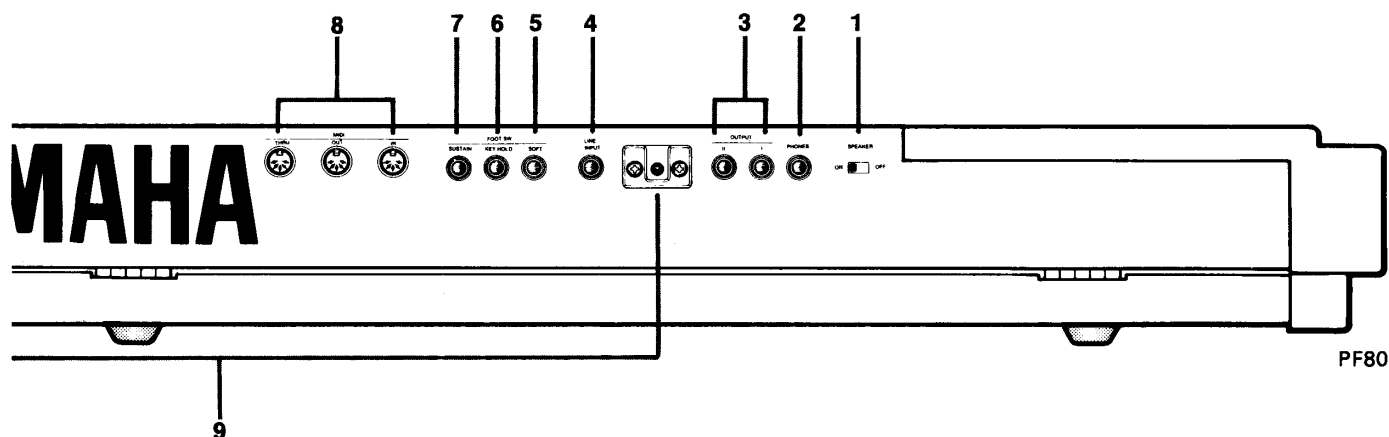 8 7 6 5 4 3 2 1
MIDI
THRU OUT IN
FOOT SW
SUSTAIN KEY HOLD SOFT
LINE
INPUT
OUTPUT
II I
PHONES
SPEAKER
ON OFF
MAHA
PF80
9